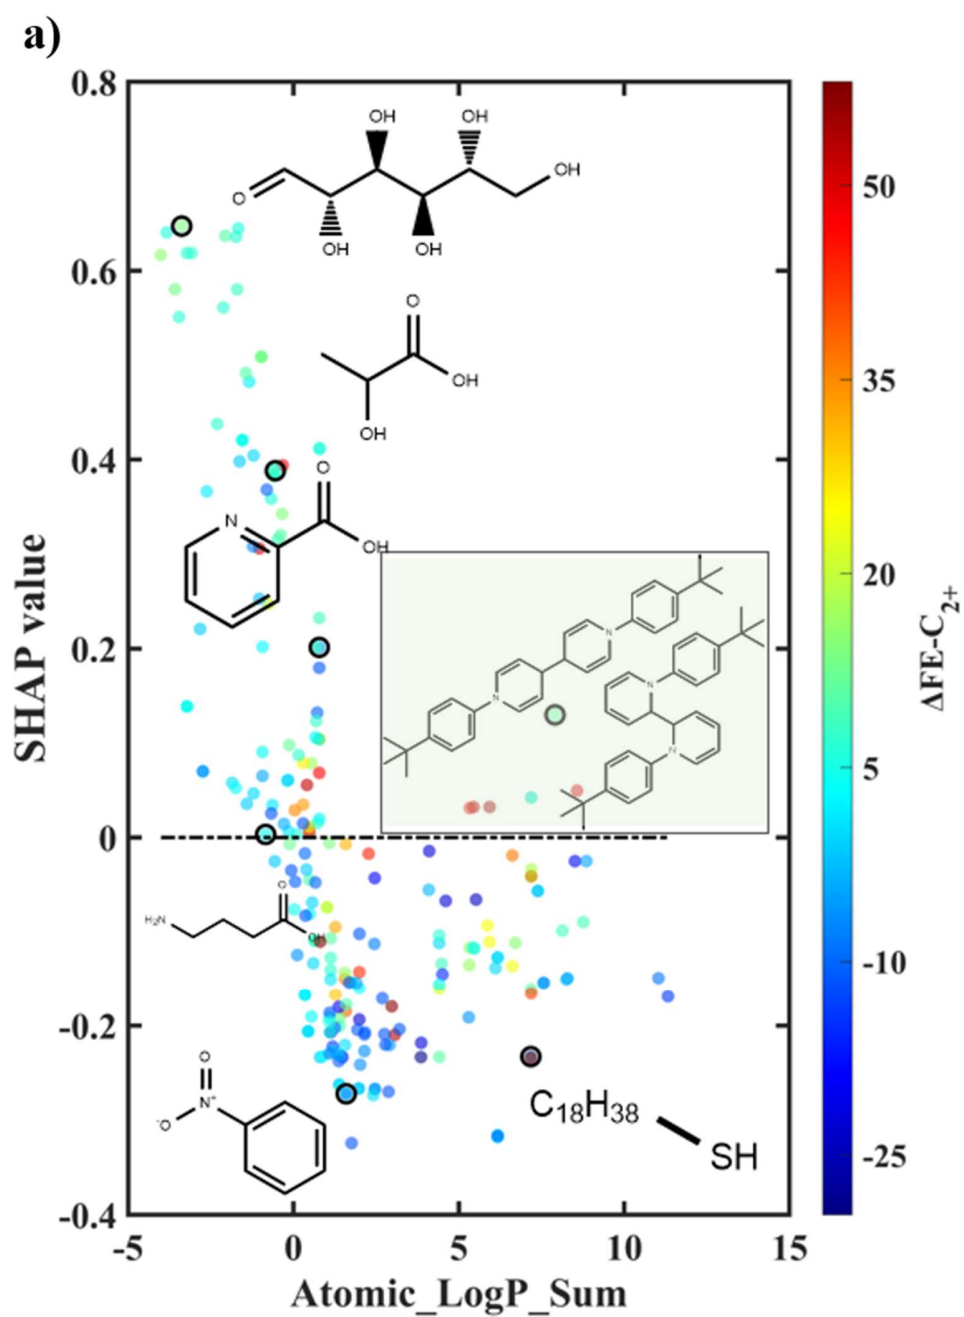 a)
0.8
0.6
0.4
0.2
0
-0.2
-0.4
-5
0
5
10
15
SHAP value
Atomic_LogP_Sum
OH
OH
OH
O
OH
OH
O
OH
OH
O
N
OH
N
N
N
N
O
H₂N
OH
O
N⁺
⁻O
C₁₈H₃₈
SH
50
35
20
5
-10
-25
ΔFE-C₂₊